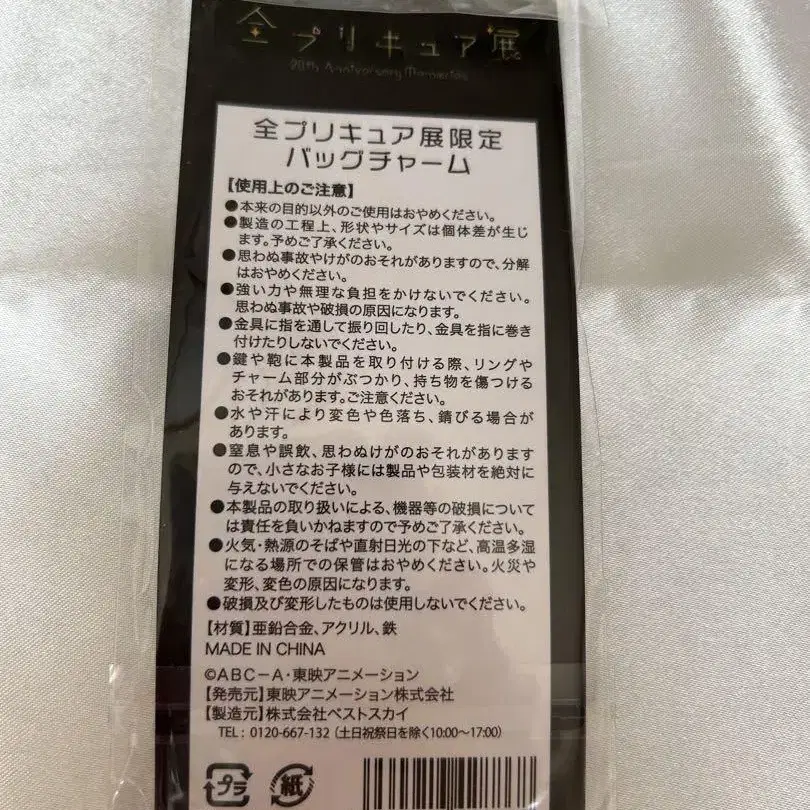 全プリキュア展
20th Anniversary Memories
全プリキュア展限定
バッグチャーム
【使用上のご注意】
●本来の目的以外のご使用はおやめください。
●製造の工程上、形状やサイズは個体差が生じ
ます。予めご了承ください。
●思わぬ事故やけがのおそれがありますので、分解
はおやめください。
●強い力や無理な負担をかけないでください。
思わぬ事故や破損の原因になります。
●金具に指を通して振り回したり、金具を指に巻き
付けたりしないでください。
●鍵や鞄に本製品を取り付ける際、リングや
チャーム部分がぶつかり、持ち物を傷つける
おそれがあります。ご注意ください。
●水や汗により変色や色落ち、錆びる場合が
あります。
●窒息や誤飲、思わぬけがのおそれがあります
ので、小さなお子様には製品や包装材を絶対に
与えないでください。
●本製品の取り扱いによる、機器等の破損について
は責任を負いかねますので予めご了承ください。
●火気・熱源のそばや直射日光の下など、高温多湿
になる場所での保管はおやめください。火災や
変形、変色の原因になります。
●破損及び変形したものは使用しないでください。
【材質】亜鉛合金、アクリル、鉄
MADE IN CHINA
©ABC-A・東映アニメーション
【発売元】東映アニメーション株式会社
【製造元】株式会社ベストスカイ
TEL: 0120-667-132（土日祝祭日を除く10:00〜17:00）
プラ 紙